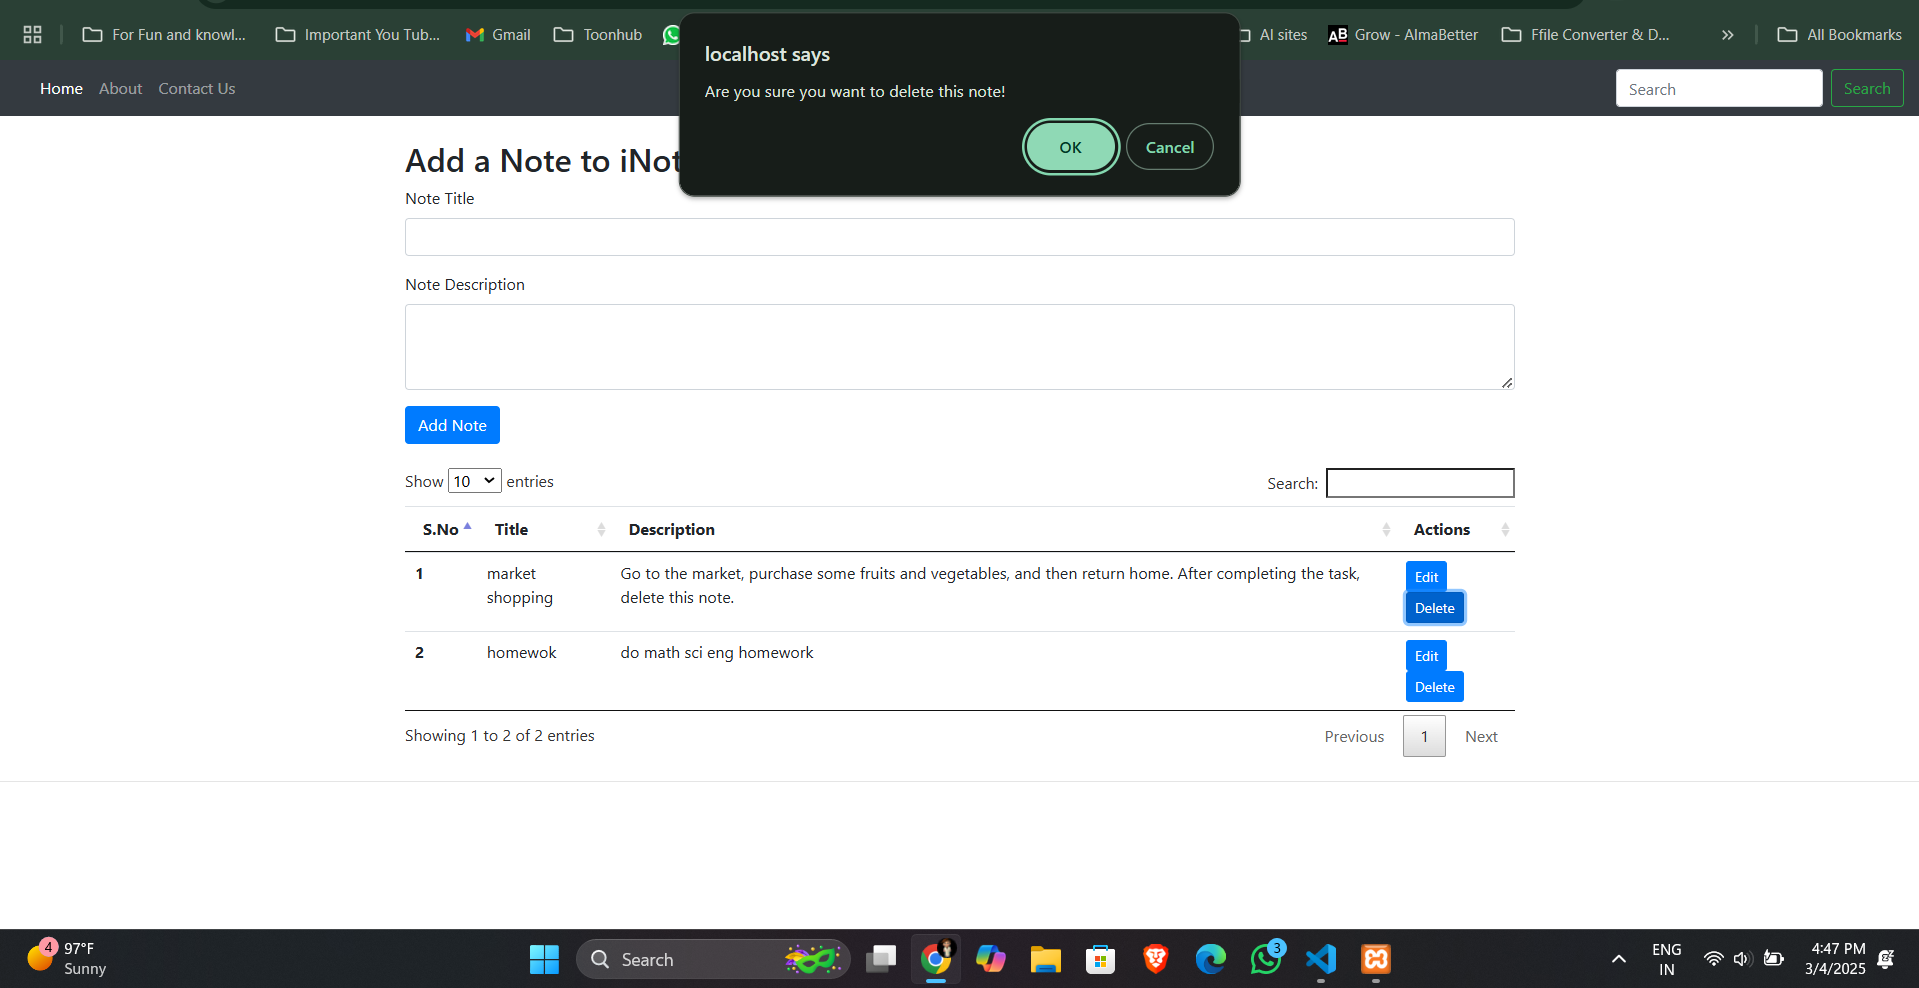 For Fun and knowl... Important You Tub... Gmail Toonhub AI sites AB Grow - AlmaBetter Ffile Converter & D... » All Bookmarks
localhost says
Are you sure you want to delete this note!
OK Cancel
Home About Contact Us Search Search
Add a Note to iNot
Note Title
Note Description
Add Note
Show 10 entries Search:
S.No Title Description Actions
1 market Go to the market, purchase some fruits and vegetables, and then return home. After completing the task, Edit
shopping delete this note. Delete
2 homewok do math sci eng homework Edit
Delete
Showing 1 to 2 of 2 entries Previous 1 Next
4 97°F
Sunny
Search
3
ENG
IN
4:47 PM
3/4/2025